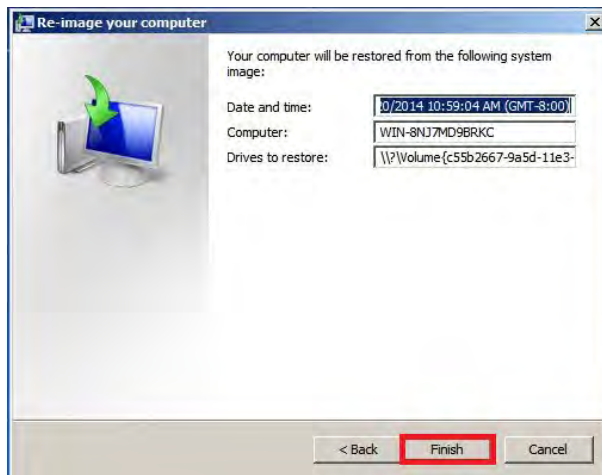 Re-image your computer
Your computer will be restored from the following system
image:
Date and time: 0/2014 10:59:04 AM (GMT-8:00)
Computer: WIN-8NJ7MD9BRKC
Drives to restore: \\?\Volume{c55b2667-9a5d-11e3-
< Back Finish Cancel